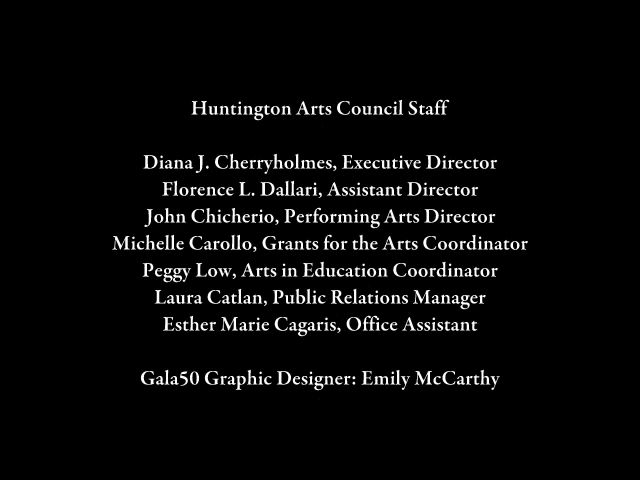 Huntington Arts Council Staff
Diana J. Cherryholmes, Executive Director
Florence L. Dallari, Assistant Director
John Chicherio, Performing Arts Director
Michelle Carollo, Grants for the Arts Coordinator
Peggy Low, Arts in Education Coordinator
Laura Catlan, Public Relations Manager
Esther Marie Cagaris, Office Assistant
Gala50 Graphic Designer: Emily McCarthy